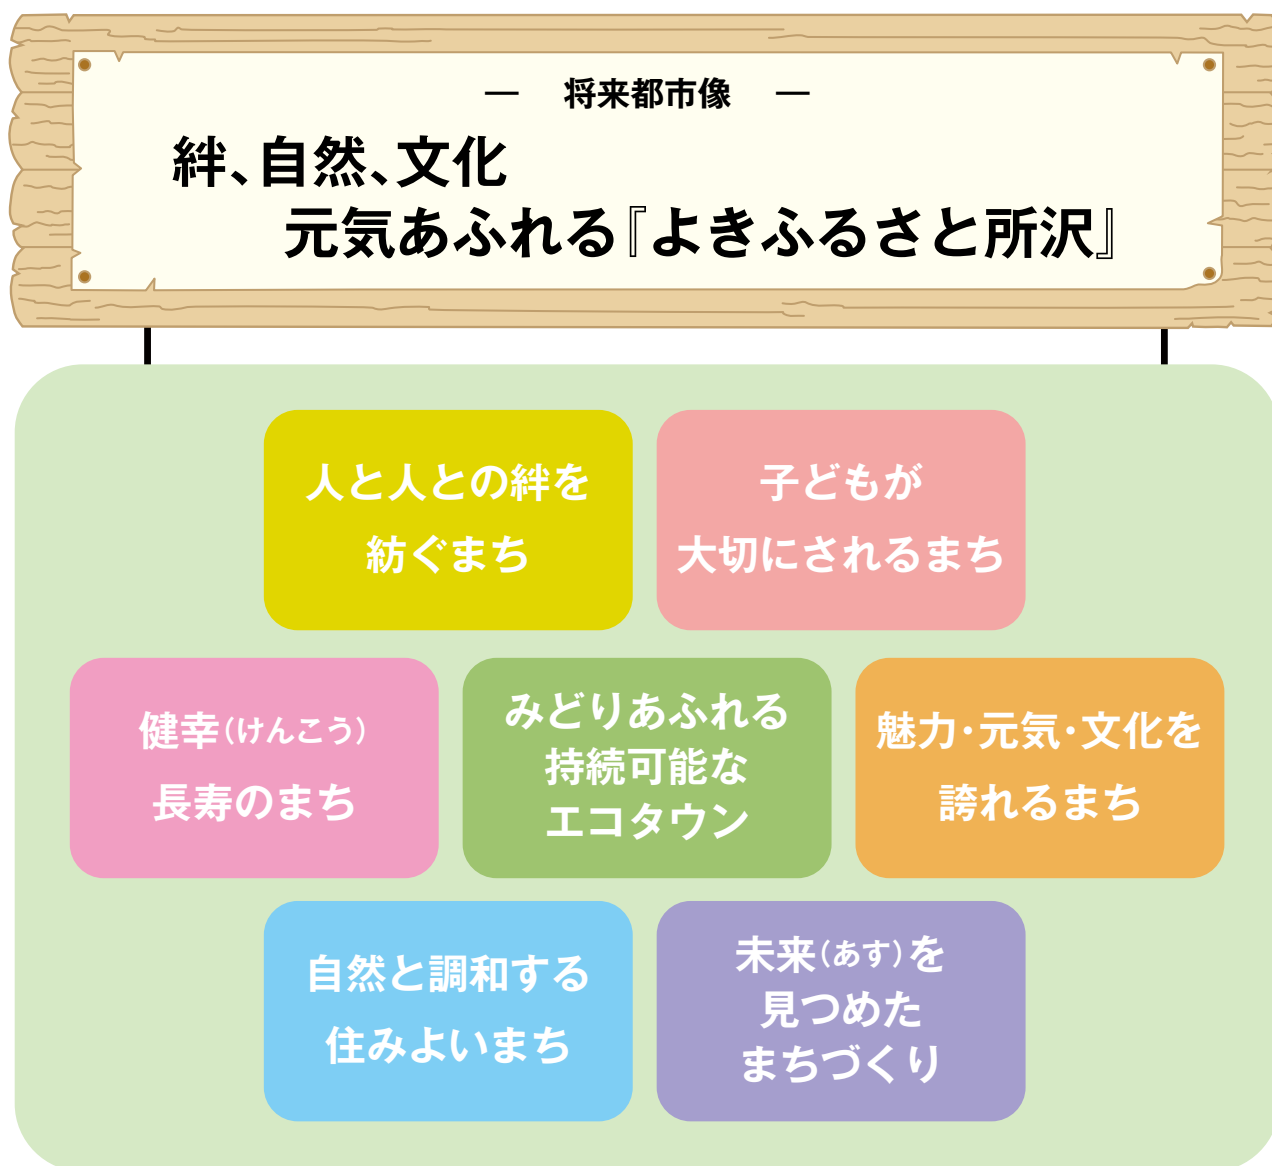 ― 将来都市像 ―
絆、自然、文化
元気あふれる『よきふるさと所沢』
人と人との絆を
紡ぐまち
子どもが
大切にされるまち
健幸(けんこう)
長寿のまち
みどりあふれる
持続可能な
エコタウン
魅力・元気・文化を
誇れるまち
自然と調和する
住みよいまち
未来(あす)を
見つめた
まちづくり